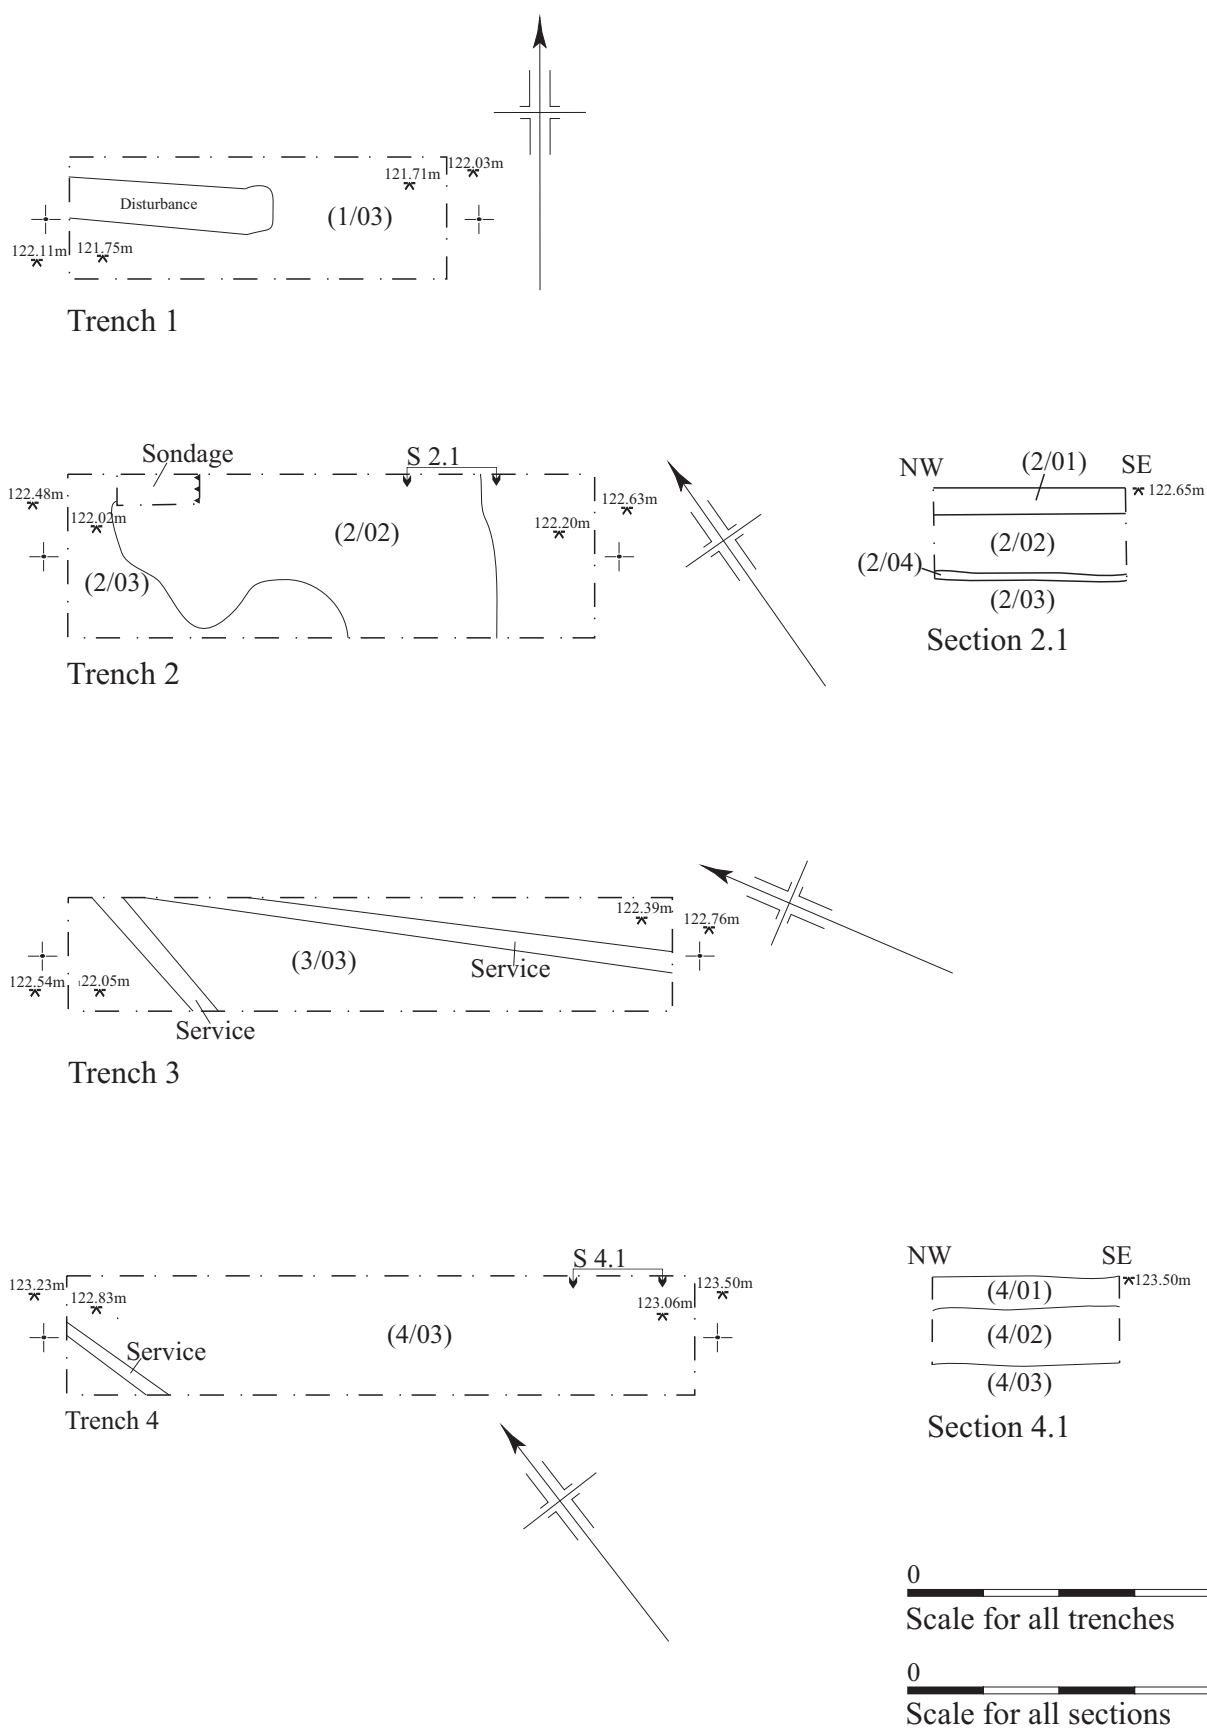 122.03m
121.71m
Disturbance
(1/03)
122.11m
121.75m
Trench 1
Sondage
S 2.1
122.48m
122.02m
(2/02)
122.20m
122.63m
(2/03)
Trench 2
NW
(2/01)
SE
122.65m
(2/02)
(2/04)
(2/03)
Section 2.1
122.39m
122.76m
(3/03)
Service
122.54m
122.05m
Service
Trench 3
S 4.1
123.23m
122.83m
123.50m
123.06m
(4/03)
Service
Trench 4
NW
SE
(4/01)
123.50m
(4/02)
(4/03)
Section 4.1
0
Scale for all trenches
0
Scale for all sections